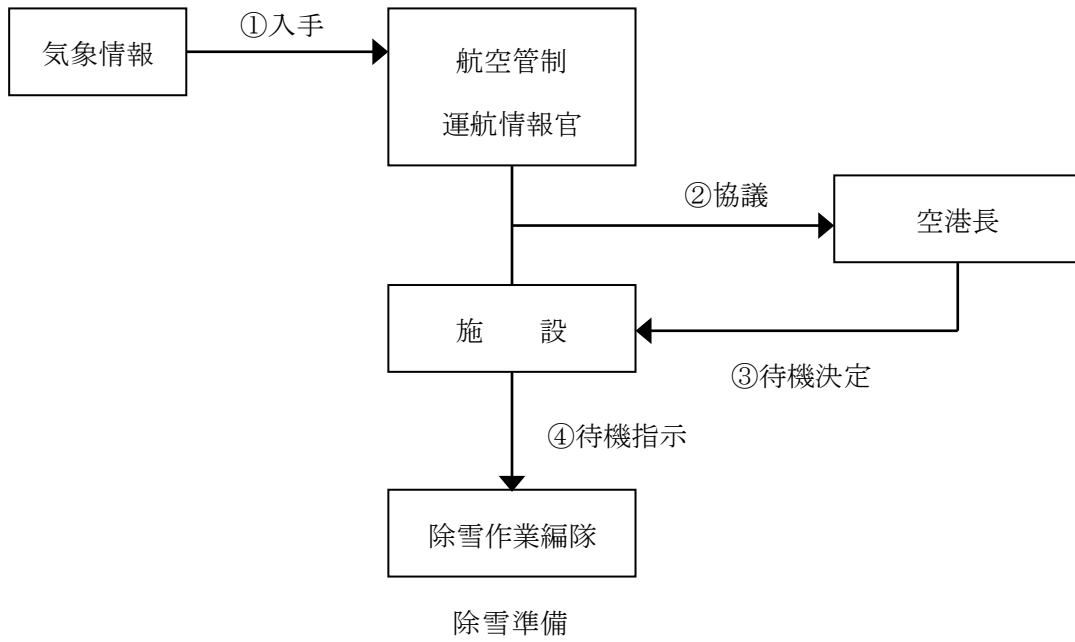 ①入手
気象情報
航空管制
運航情報官
②協議
空港長
施　　設
③待機決定
④待機指示
除雪作業編隊
除雪準備